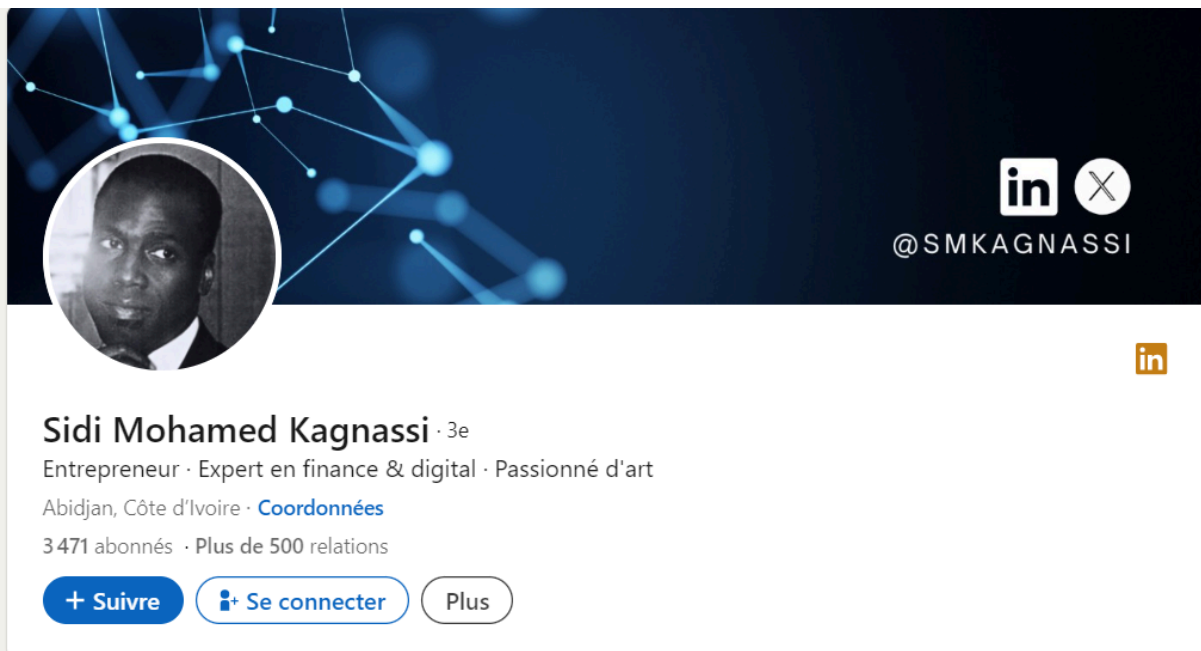 in X
@SMKAGNASSI
in
Sidi Mohamed Kagnassi · 3e
Entrepreneur · Expert en finance & digital · Passionné d'art
Abidjan, Côte d’Ivoire · Coordonnées
3 471 abonnés · Plus de 500 relations
+ Suivre Se connecter Plus